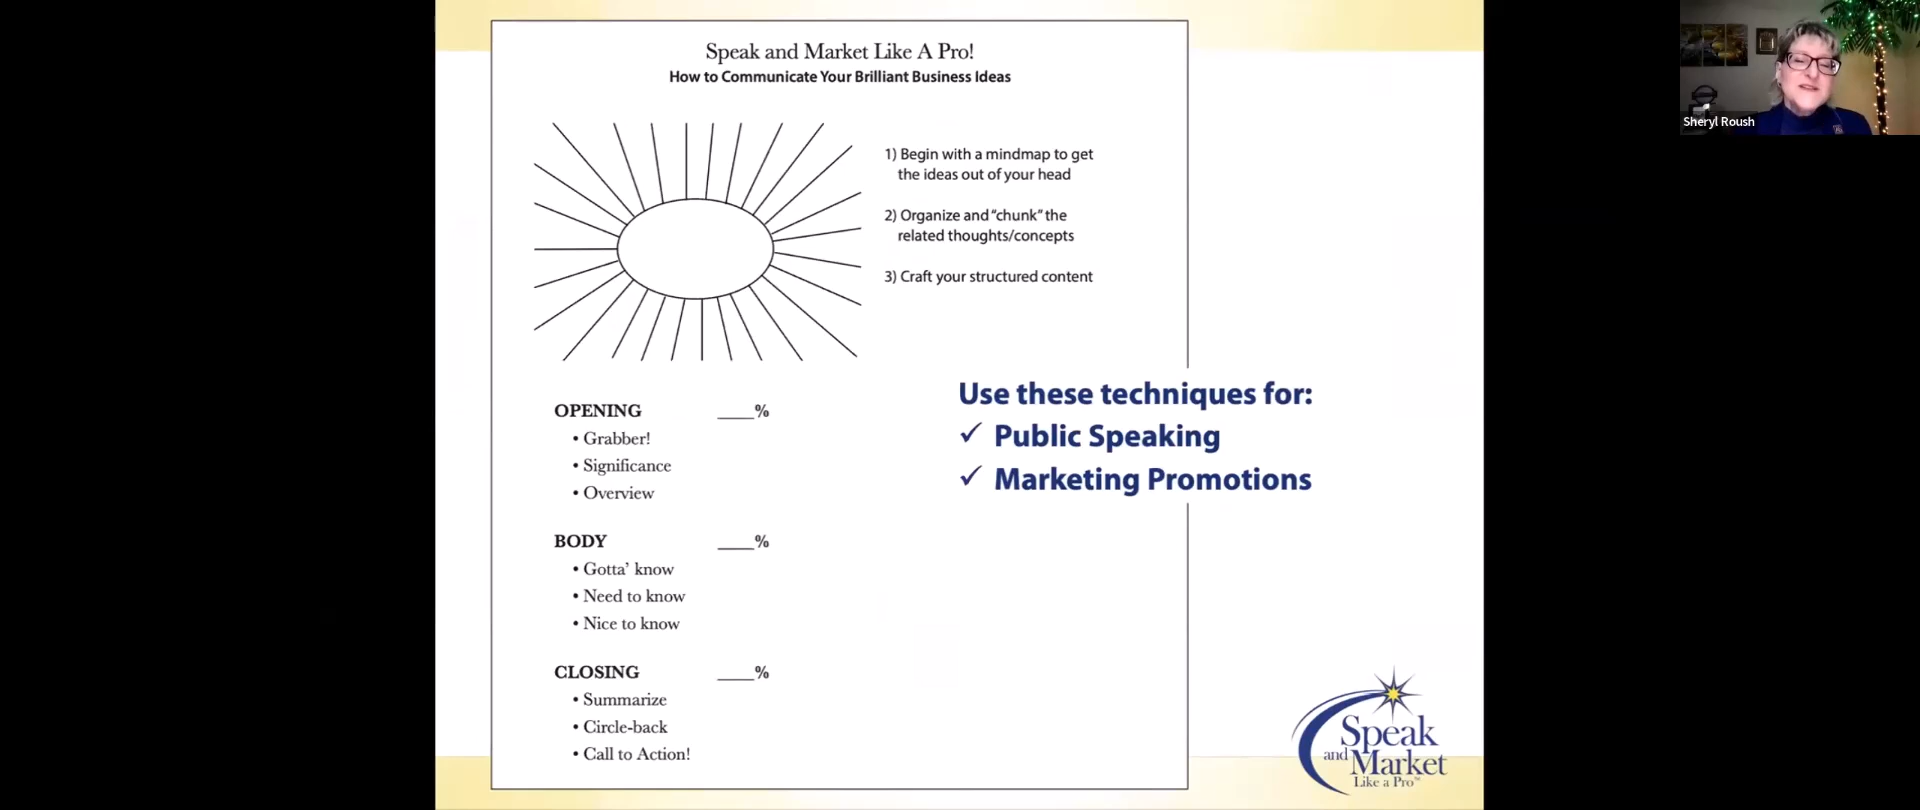 Speak and Market Like A Pro!
How to Communicate Your Brilliant Business Ideas
1) Begin with a mindmap to get
the ideas out of your head
2) Organize and “chunk” the
related thoughts/concepts
3) Craft your structured content
OPENING ____%
• Grabber!
• Significance
• Overview
BODY ____%
• Gotta’ know
• Need to know
• Nice to know
CLOSING ____%
• Summarize
• Circle-back
• Call to Action!
Use these techniques for:
✓ Public Speaking
✓ Marketing Promotions
Speak
and Market
Like a Pro™
Sheryl Roush